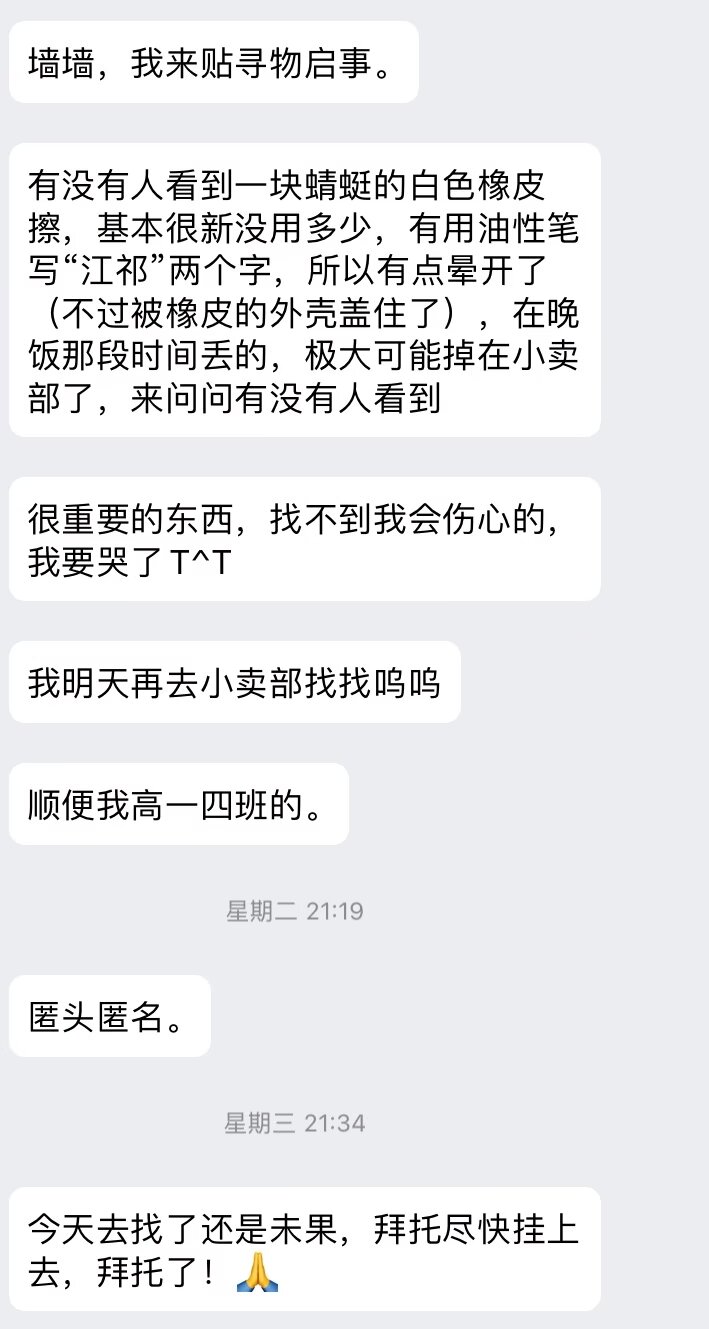 墙墙，我来贴寻物启事。
有没有人看到一块蜻蜓的白色橡皮
擦，基本很新没用多少，有用油性笔
写“江祁”两个字，所以有点晕开了
（不过被橡皮的外壳盖住了），在晚
饭那段时间丢的，极大可能掉在小卖
部了，来问问有没有人看到
很重要的东西，找不到我会伤心的，
我要哭了T^T
我明天再去小卖部找找呜呜
顺便我高一四班的。
星期二 21:19
匿头匿名。
星期三 21:34
今天去找了还是未果，拜托尽快挂上
去，拜托了！🙏